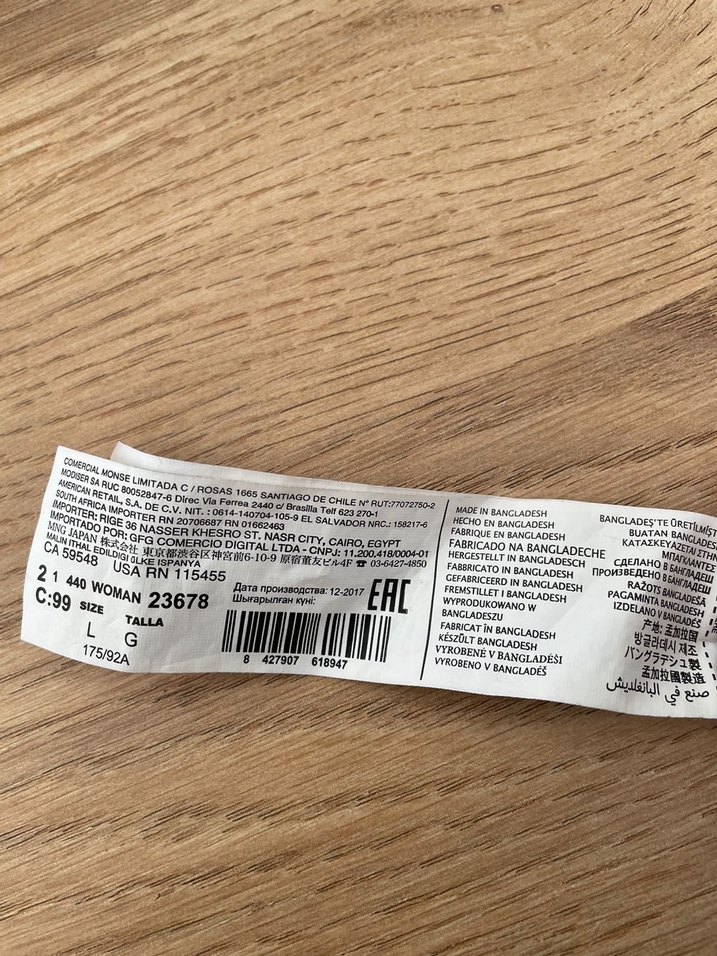 COMERCIAL MONSE LIMITADA C / ROSAS 1665 SANTIAGO DE CHILE Nº RUT:77072750-2
MODISER SA RUC 80052847-6 Direc Via Ferrea 2440 c/ Brasilia Telf 623 270-1
AMERICAN RETAIL, S.A. DE C.V. NIT. : 0614-140704-105-9 EL SALVADOR NRC.: 158217-6
SOUTH AFRICA IMPORTER RN 20706687 RN 01662463
IMPORTER: RIGE 36 NASSER KHESRO ST. NASR CITY, CAIRO, EGYPT
IMPORTADO POR: GFG COMERCIO DIGITAL LTDA - CNPJ: 11.200.418/0004-01
MNG JAPAN 株式会社 東京都渋谷区神宮前6-10-9 原宿董友ビル4F ☎ 03-6427-4850
MALIN ITHAL EDILDIGI ÜLKE ISPANYA
CA 59548 USA RN 115455
2 1 440 WOMAN 23678
C:99 SIZE TALLA
L G
175/92A
Дата производства: 12-2017
Шығарылған күні:
EAC
8 427907 618947
MADE IN BANGLADESH
HECHO EN BANGLADESH
FABRIQUE EN BANGLADESH
FABRICADO NA BANGLADECHE
HERGESTELLT IN BANGLADESCH
FABBRICATO IN BANGLADESH
GEFABRICEERD IN BANGLADESH
FREMSTILLET I BANGLADESH
WYPRODUKOWANO W
BANGLADESZU
FABRICAT ÎN BANGLADESH
KÉSZÜLT BANGLADESH
VYROBENÉ V BANGLADÉŠI
VYROBENO V BANGLADÉŠ
BANGLADEŞ'TE ÜRETİLMİŞT
BUATAN BANGLADES
ΚΑΤΑΣΚΕΥΑΖΕΤΑΙ ΣΤΗΝ
ΜΠΑΓΚΛΑΝΤΕΣ
СДЕЛАНО В БАНГЛАДЕШ
ПРОИЗВЕДЕНО В БАНГЛАДЕШ
RAŽOTS BANGLADEŠA
PAGAMINTA BANGLADEŠE
IZDELANO V BANGLADEŠ
产地: 孟加拉国
방글라데시 제조
バングラデシュ製
孟加拉國製造
صنع في البانغلاديش